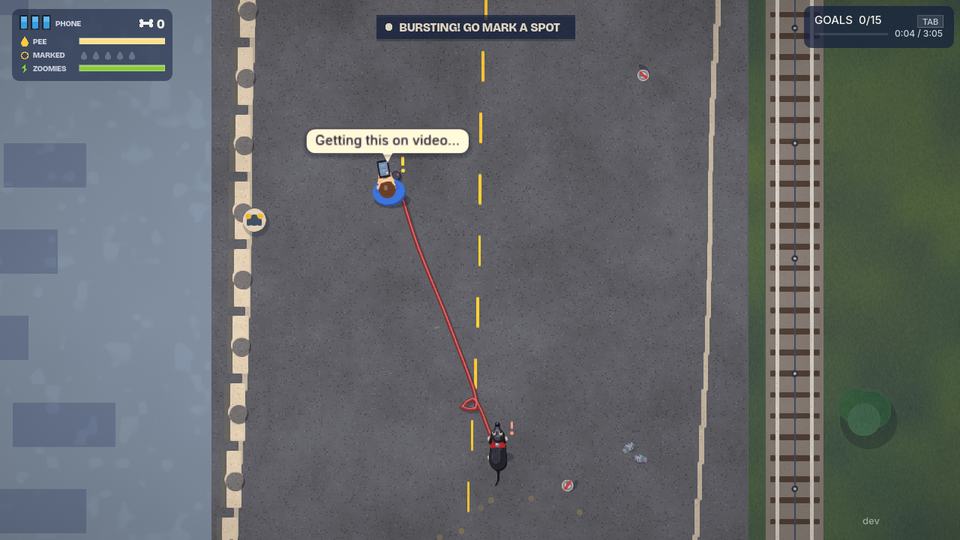 PHONE
0
PEE
MARKED
ZOOMIES
BURSTING! GO MARK A SPOT
GOALS 0/15
TAB
0:04 / 3:05
Getting this on video...
dev